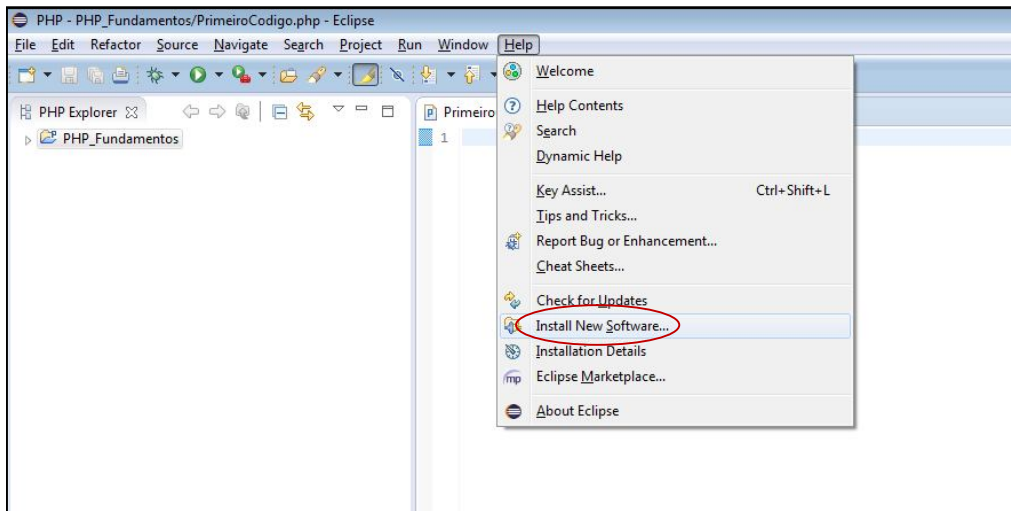 PHP - PHP_Fundamentos/PrimeiroCodigo.php - Eclipse
File Edit Refactor Source Navigate Search Project Run Window Help
PHP Explorer
Primeiro
PHP_Fundamentos
1
Welcome
Help Contents
Search
Dynamic Help
Key Assist... Ctrl+Shift+L
Tips and Tricks...
Report Bug or Enhancement...
Cheat Sheets...
Check for Updates
Install New Software...
Installation Details
mp Eclipse Marketplace...
About Eclipse